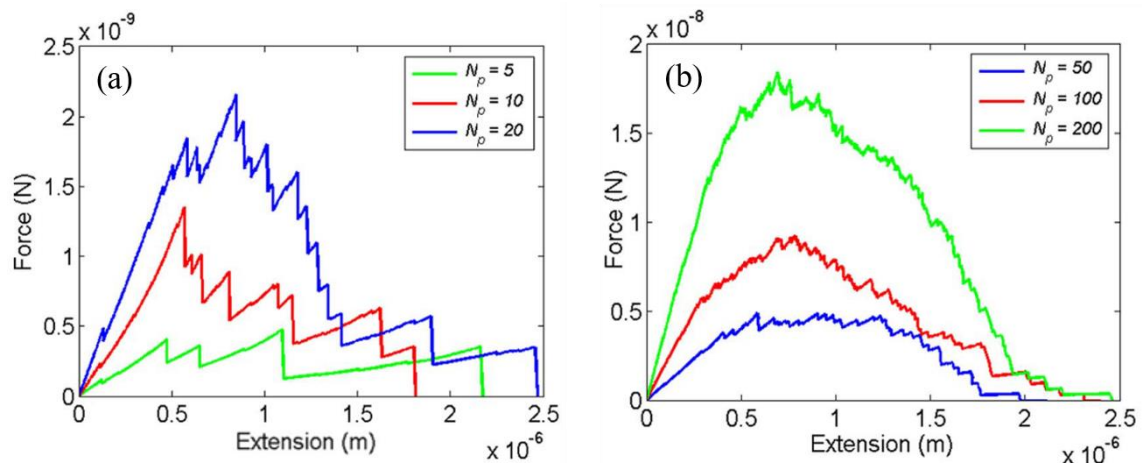 x 10⁻⁹
2.5
(a)
Nₚ = 5
Nₚ = 10
Nₚ = 20
2
1.5
1
0.5
0
Force (N)
0 0.5 1 1.5 2 2.5
Extension (m)
x 10⁻⁶
x 10⁻⁸
2
(b)
Nₚ = 50
Nₚ = 100
Nₚ = 200
1.5
1
0.5
0
Force (N)
0 0.5 1 1.5 2 2.5
Extension (m)
x 10⁻⁶